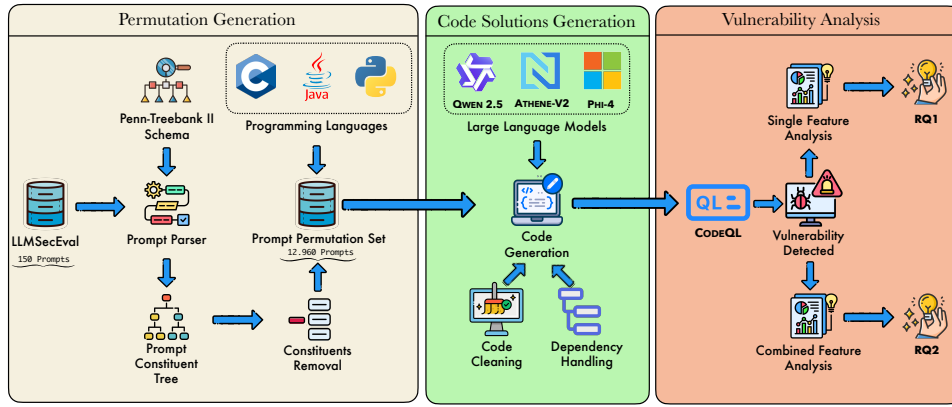 Permutation Generation
Java
Penn-Treebank II
Schema
Programming Languages
LLMSecEval
150 Prompts
Prompt Parser
Prompt Permutation Set
12.960 Prompts
Prompt
Constituent
Tree
Constituents
Removal
Code Solutions Generation
Qwen 2.5
Athene-V2
Phi-4
Large Language Models
Code
Generation
Code
Cleaning
Dependency
Handling
Vulnerability Analysis
Single Feature
Analysis
RQ1
QL
CodeQL
Vulnerability
Detected
Combined Feature
Analysis
RQ2